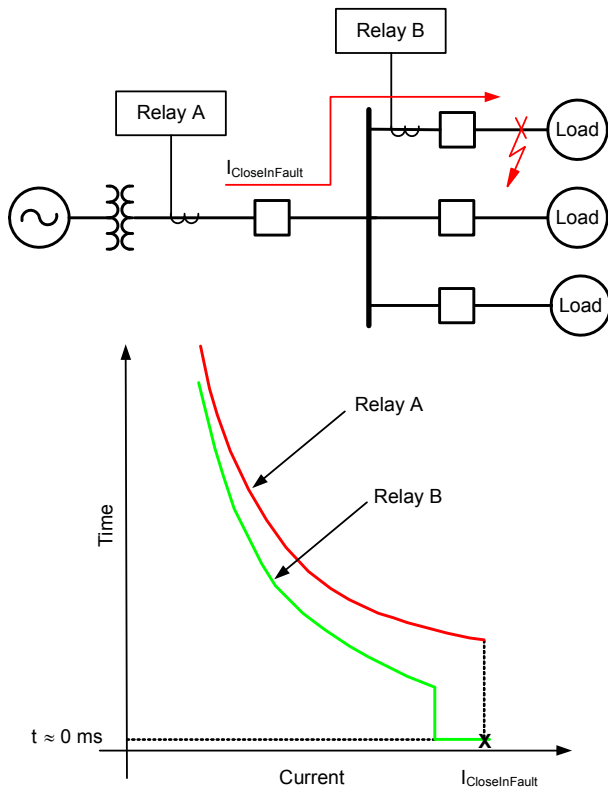 Relay B
Relay A
I_CloseInFault
Load
Load
Load
Relay A
Relay B
Time
t ≈ 0 ms
X
Current
I_CloseInFault